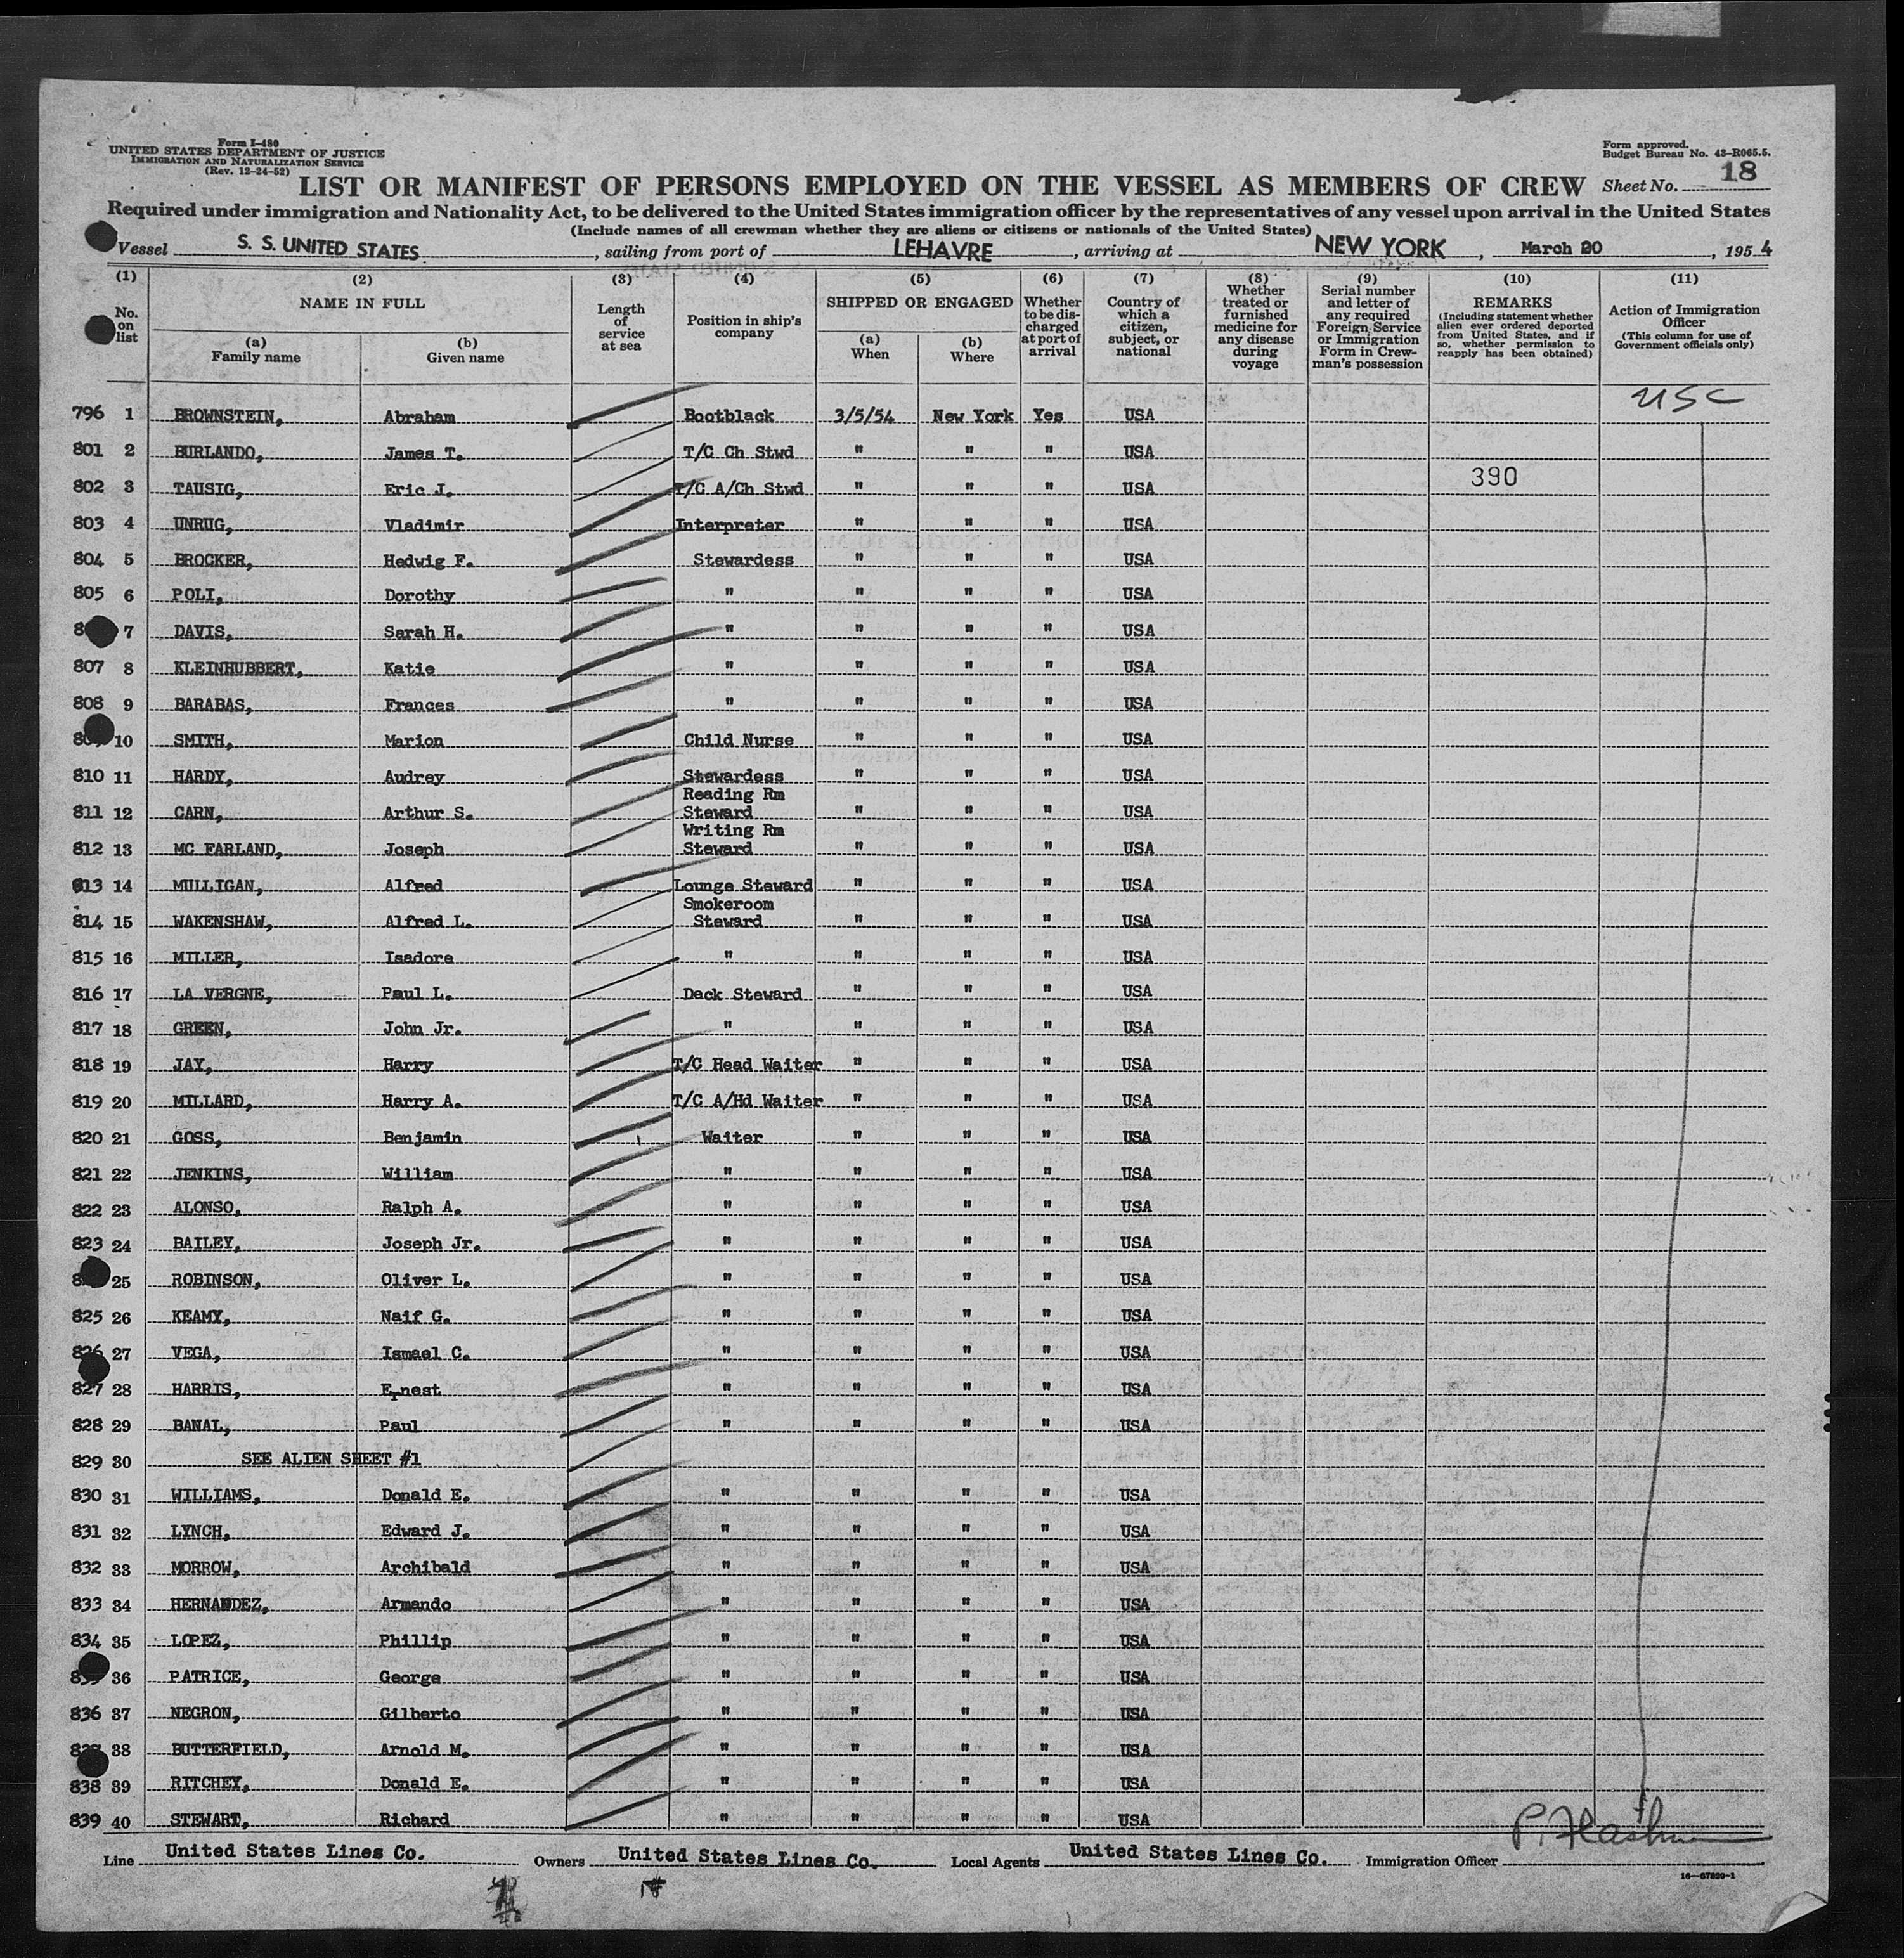 Form I-480
UNITED STATES DEPARTMENT OF JUSTICE
IMMIGRATION AND NATURALIZATION SERVICE
(Rev. 12-24-52)
Form approved.
Budget Bureau No. 43-R065.5.
LIST OR MANIFEST OF PERSONS EMPLOYED ON THE VESSEL AS MEMBERS OF CREW Sheet No. 18
Required under immigration and Nationality Act, to be delivered to the United States immigration officer by the representatives of any vessel upon arrival in the United States
(Include names of all crewman whether they are aliens or citizens or nationals of the United States)
Vessel S. S. UNITED STATES, sailing from port of LEHAVRE, arriving at NEW YORK, March 20, 1954
(1) No. on list
(2) NAME IN FULL
(a) Family name
(b) Given name
(3) Length of service at sea
(4) Position in ship's company
(5) SHIPPED OR ENGAGED
(a) When
(b) Where
(6) Whether to be discharged at port of arrival
(7) Country of which a citizen, subject, or national
(8) Whether treated or furnished medicine for any disease during voyage
(9) Serial number and letter of any required Foreign Service or Immigration Form in Crewman's possession
(10) REMARKS (Including statement whether alien ever ordered deported from United States, and if so, whether permission to reapply has been obtained)
(11) Action of Immigration Officer (This column for use of Government officials only)
USC
796 1 BROWNSTEIN, Abraham Bootblack 3/5/54 New York Yes USA
801 2 BURLANDO, James T. T/C Ch Stwd " " " USA
802 3 TAUSIG, Eric J. T/C A/Ch Stwd " " " USA 390
803 4 UNRUG, Vladimir Interpreter " " " USA
804 5 BROCKER, Hedwig F. Stewardess " " " USA
805 6 POLI, Dorothy " " " " USA
7 DAVIS, Sarah H. " " " " USA
807 8 KLEINHUBBERT, Katie " " " " USA
808 9 BARABAS, Frances " " " " USA
10 SMITH, Marion Child Nurse " " " USA
810 11 HARDY, Audrey Stewardess " " " USA
811 12 CARN, Arthur S. Reading Rm Steward " " " USA
812 13 MC FARLAND, Joseph Writing Rm Steward " " " USA
813 14 MULLIGAN, Alfred Lounge Steward " " " USA
814 15 WAKENSHAW, Alfred L. Smokeroom Steward " " " USA
815 16 MILLER, Isadore " " " " USA
816 17 LA VERGNE, Paul L. Deck Steward " " " USA
817 18 GREEN, John Jr. " " " " USA
818 19 JAY, Harry T/C Head Waiter " " " USA
819 20 MILLARD, Harry A. T/C A/Hd Waiter " " " USA
820 21 GOSS, Benjamin Waiter " " " USA
821 22 JENKINS, William " " " " USA
822 23 ALONSO, Ralph A. " " " " USA
823 24 BAILEY, Joseph Jr. " " " " USA
25 ROBINSON, Oliver L. " " " " USA
825 26 KEAMY, Naif G. " " " " USA
826 27 VEGA, Ismael C. " " " " USA
827 28 HARRIS, Ernest " " " " USA
828 29 BANAL, Paul " " " " USA
829 30 SEE ALIEN SHEET #1
830 31 WILLIAMS, Donald E. " " " " USA
831 32 LYNCH, Edward J. " " " " USA
832 33 MORROW, Archibald " " " " USA
833 34 HERNANDEZ, Armando " " " " USA
834 35 LOPEZ, Phillip " " " " USA
36 PATRICE, George " " " " USA
836 37 NEGRON, Gilberto " " " " USA
38 BUTTERFIELD, Arnold M. " " " " USA
838 39 RITCHEY, Donald E. " " " " USA
839 40 STEWART, Richard " " " " USA
Line United States Lines Co. Owners United States Lines Co. Local Agents United States Lines Co. Immigration Officer
16-67829-1